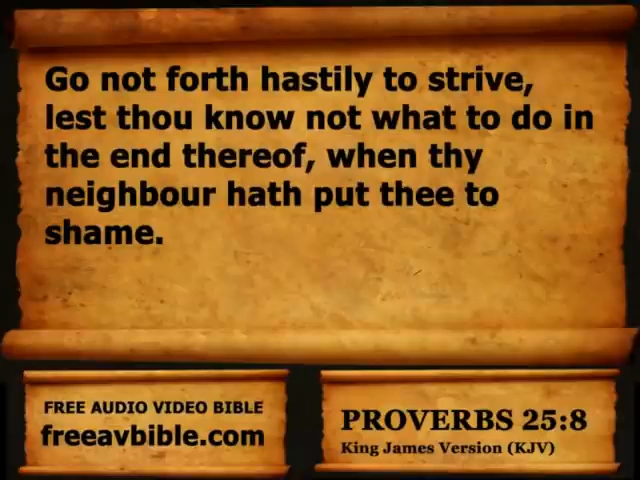 Go not forth hastily to strive,
lest thou know not what to do in
the end thereof, when thy
neighbour hath put thee to
shame.
FREE AUDIO VIDEO BIBLE
freeavbible.com
PROVERBS 25:8
King James Version (KJV)